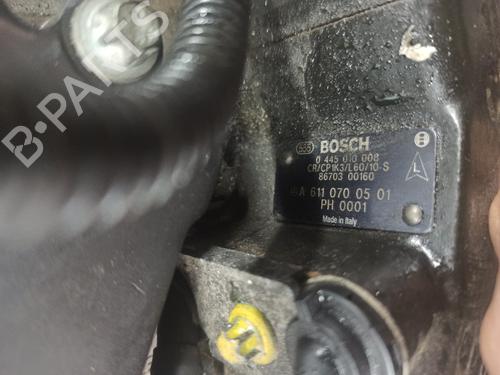 B-PARTS
BOSCH
0 445 010 008
CR/CP1K3/L60/10-S
86703 00160
A 611 070 05 01
PH 0001
Made in Italy
L